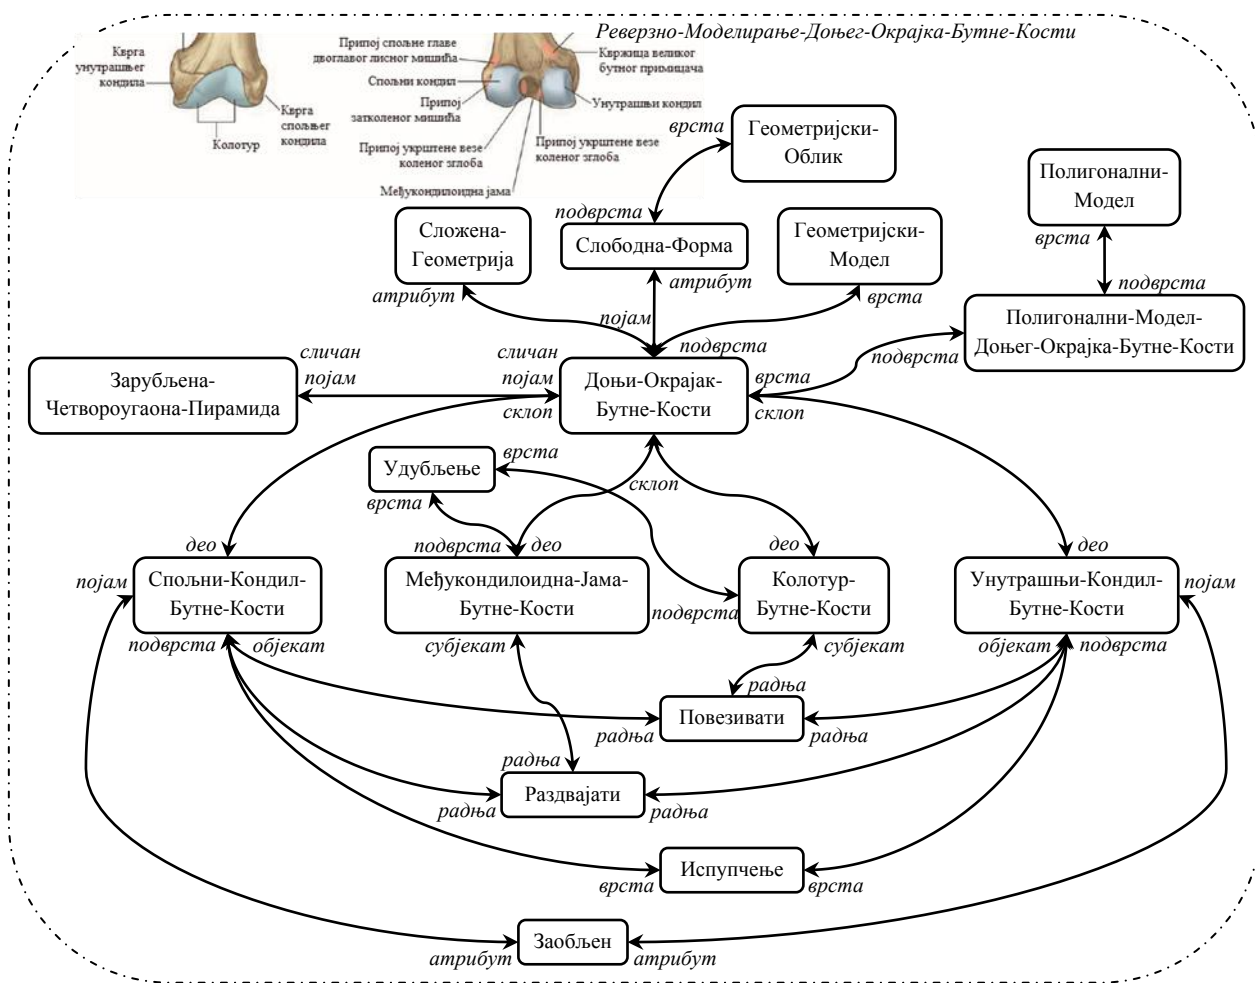 Реверзно-Моделирање-Доњег-Окрајка-Бутне-Кости
Кврга
унутрашњег
кондила
Колотур
Кврга
спољњег
кондила
Припој спољне главе
двоглавог лисног мишића
Спољни кондил
Припој
затколеног мишића
Припој укрштене везе
коленог зглоба
Међукондилоидна јама
Квржица великог
бутног примицача
Унутрашњи кондил
Припој укрштене везе
коленог зглоба
врста
Геометријски-
Облик
Полигонални-
Модел
подврста
врста
Сложена-
Геометрија
Слободна-Форма
Геометријски-
Модел
атрибут
атрибут
врста
подврста
појам
подврста
Полигонални-Модел-
Доњег-Окрајка-Бутне-Кости
подврста
Зарубљена-
Четвороугаона-Пирамида
сличан
појам
сличан
појам
склоп
Доњи-Окрајак-
Бутне-Кости
врста
склоп
Удубљење
врста
врста
склоп
део
подврста
део
део
део
појам
Спољни-Кондил-
Бутне-Кости
Међукондилоидна-Јама-
Бутне-Кости
подврста
Колотур-
Бутне-Кости
Унутрашњи-Кондил-
Бутне-Кости
појам
подврста
објекат
субјекат
субјекат
објекат
подврста
радња
Повезивати
радња
радња
радња
Раздвајати
радња
радња
Испупчење
врста
врста
Заобљен
атрибут
атрибут